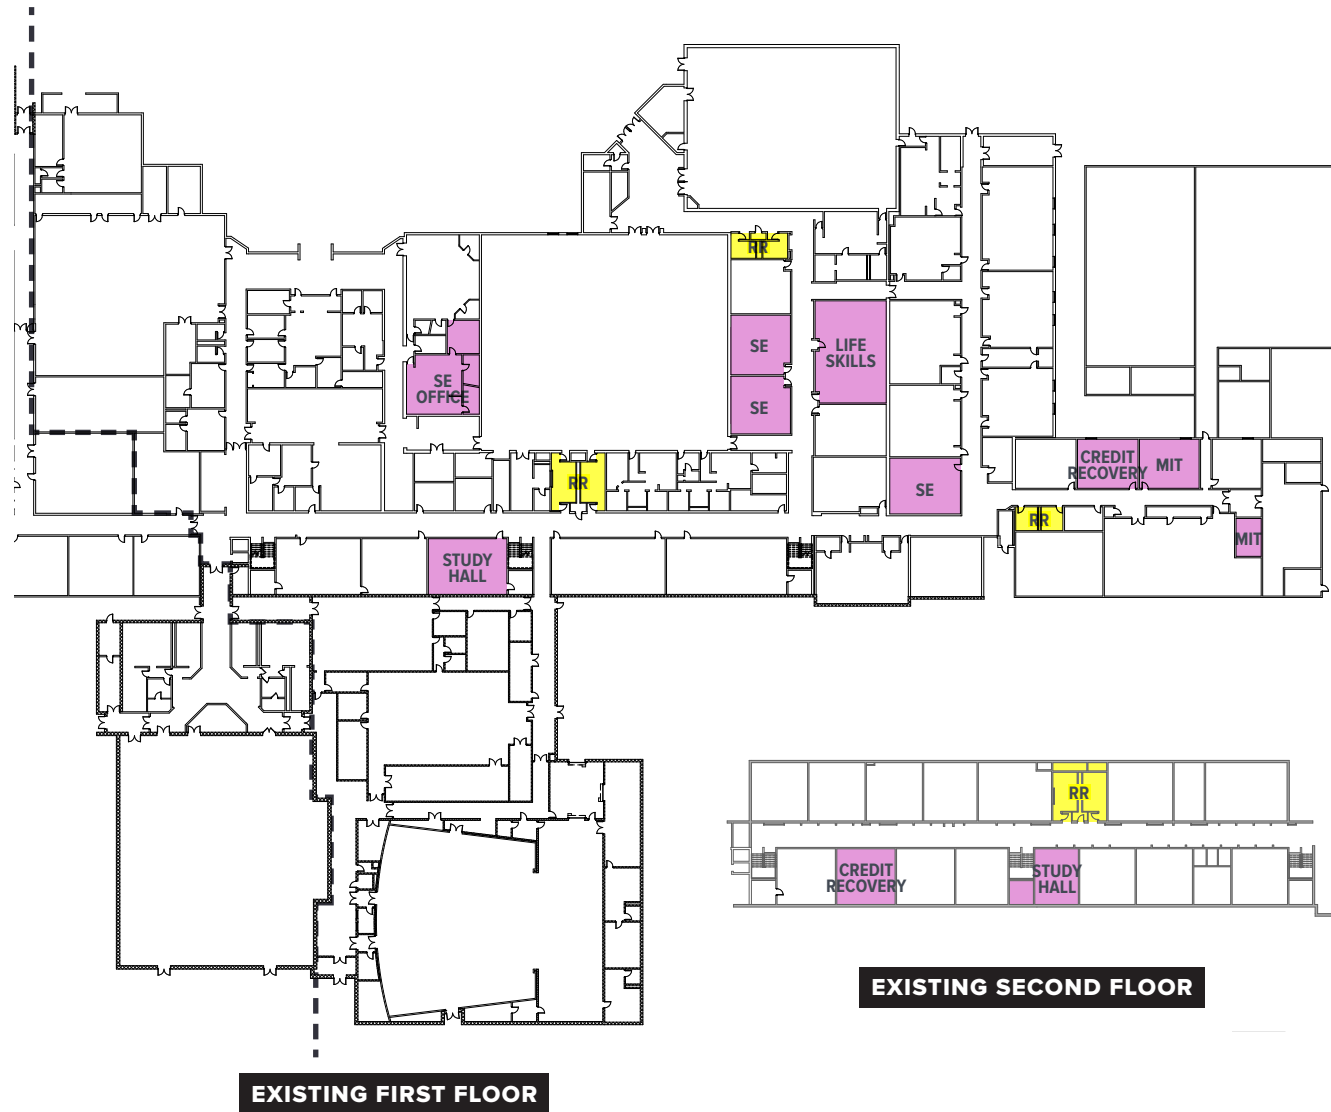 RR
SE
LIFE
SKILLS
SE
OFFICE
SE
CREDIT
RECOVERY
MIT
RR
SE
RR
MIT
STUDY
HALL
RR
CREDIT
RECOVERY
STUDY
HALL
EXISTING SECOND FLOOR
EXISTING FIRST FLOOR